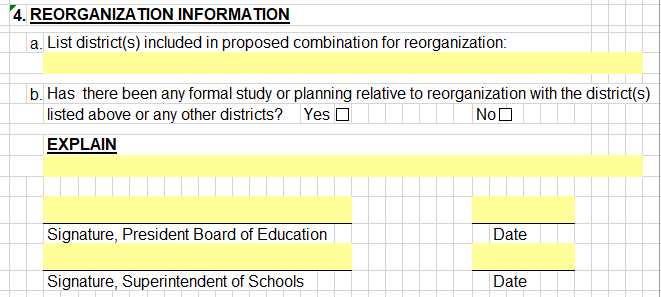 4. REORGANIZATION INFORMATION
a. List district(s) included in proposed combination for reorganization:
b. Has there been any formal study or planning relative to reorganization with the district(s)
listed above or any other districts? Yes ☐ No ☐
EXPLAIN
Signature, President Board of Education Date
Signature, Superintendent of Schools Date